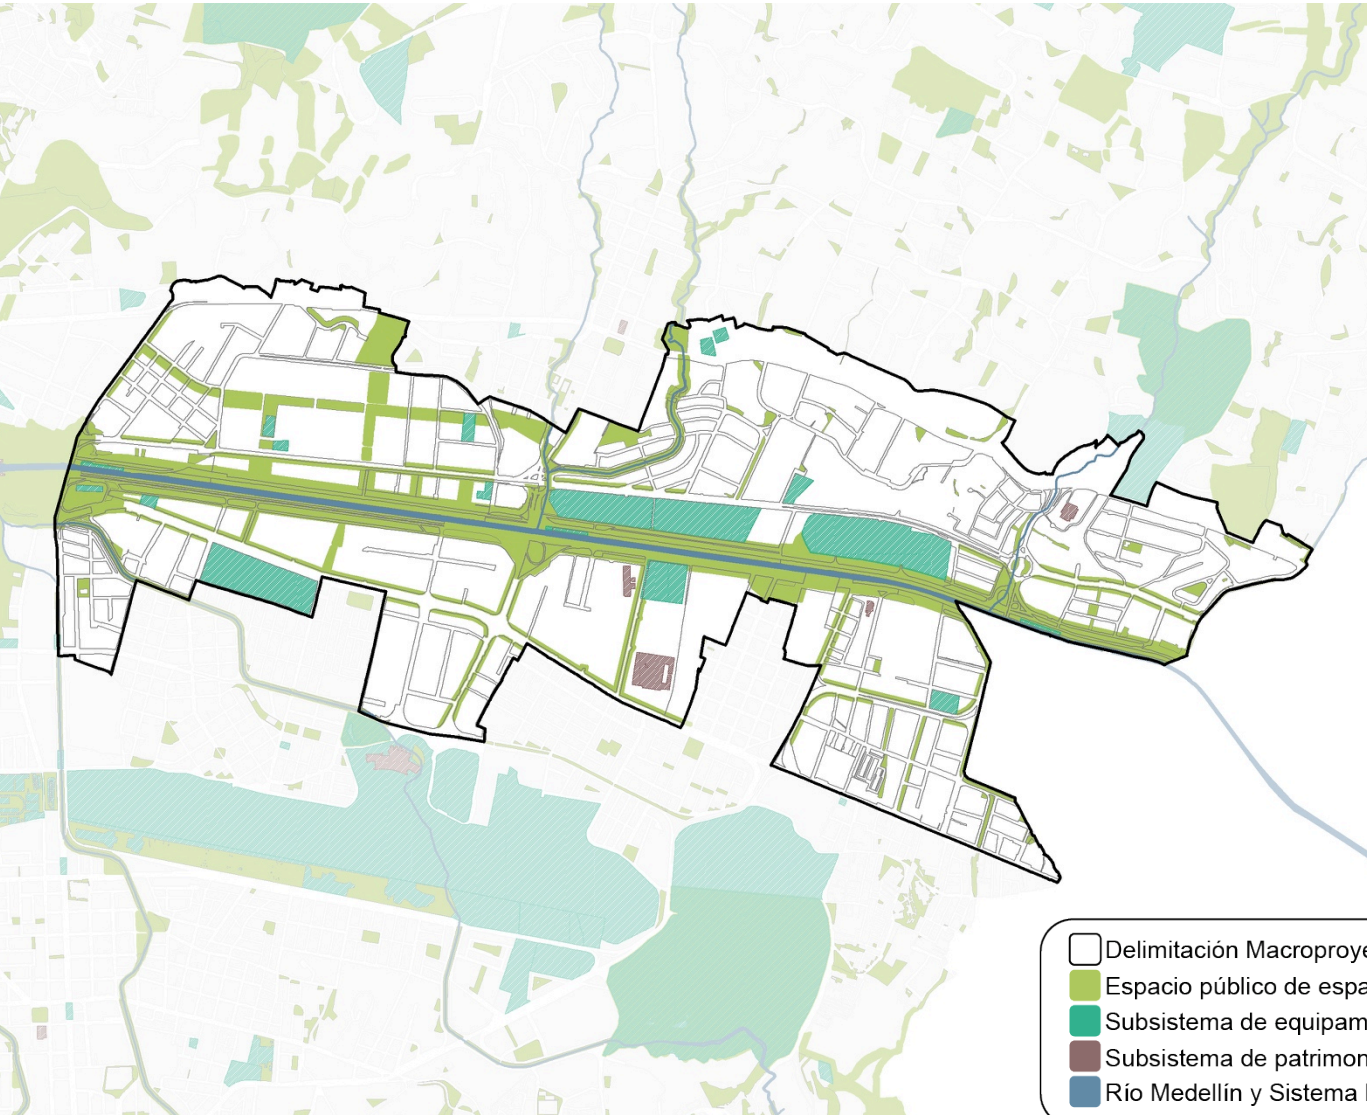 Delimitación Macroproye
Espacio público de espa
Subsistema de equipam
Subsistema de patrimon
Río Medellín y Sistema